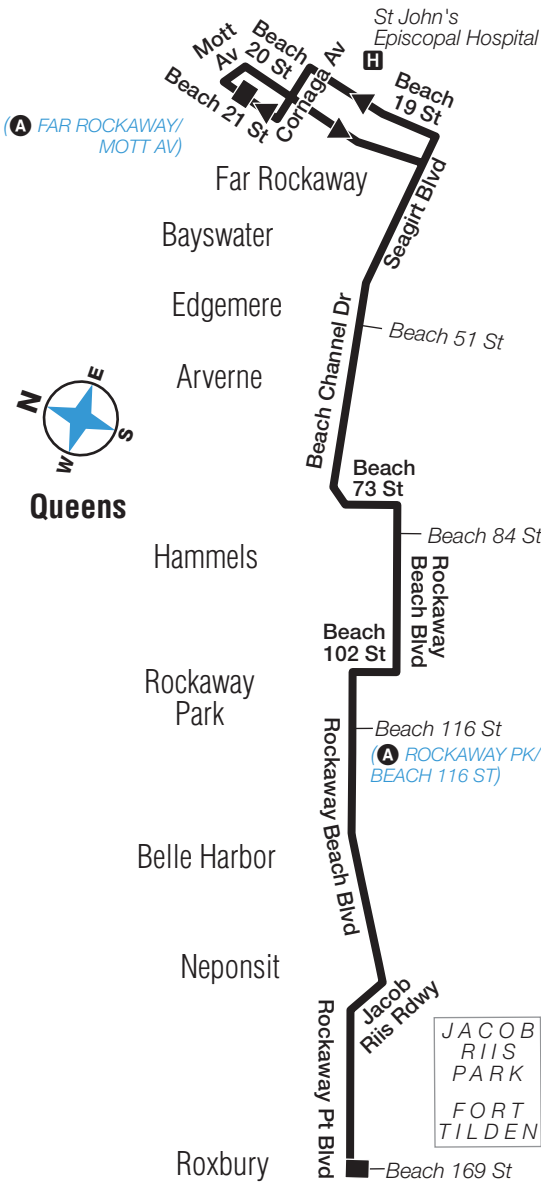 St John's
Episcopal Hospital
H
Mott
Av
Beach
20 St
Cornaga Av
Beach
19 St
Beach 21 St
(A FAR ROCKAWAY/
MOTT AV)
Far Rockaway
Seagirt Blvd
Bayswater
Edgemere
Beach Channel Dr
Beach 51 St
Arverne
N
E
S
W
Queens
Beach
73 St
Beach 84 St
Hammels
Rockaway
Beach Blvd
Beach
102 St
Rockaway
Park
Beach 116 St
(A ROCKAWAY PK/
BEACH 116 ST)
Rockaway Beach Blvd
Belle Harbor
Neponsit
Jacob
Riis Rdwy
Rockaway Pt Blvd
JACOB
RIIS
PARK
FORT
TILDEN
Roxbury
Beach 169 St